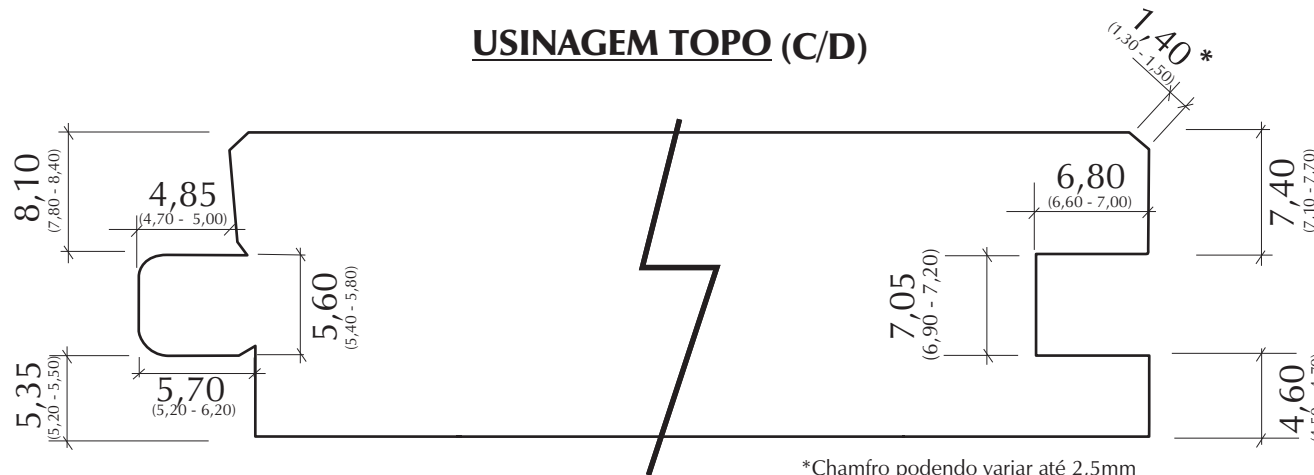 USINAGEM TOPO (C/D)
1,40 *
(1,30 - 1,50)
8,10
(7,80 - 8,40)
4,85
(4,70 - 5,00)
6,80
(6,60 - 7,00)
7,40
(7,10 - 7,70)
5,60
(5,40 - 5,80)
7,05
(6,90 - 7,20)
5,35
(5,20 - 5,50)
5,70
(5,20 - 6,20)
4,60
*Chamfro podendo variar até 2,5mm